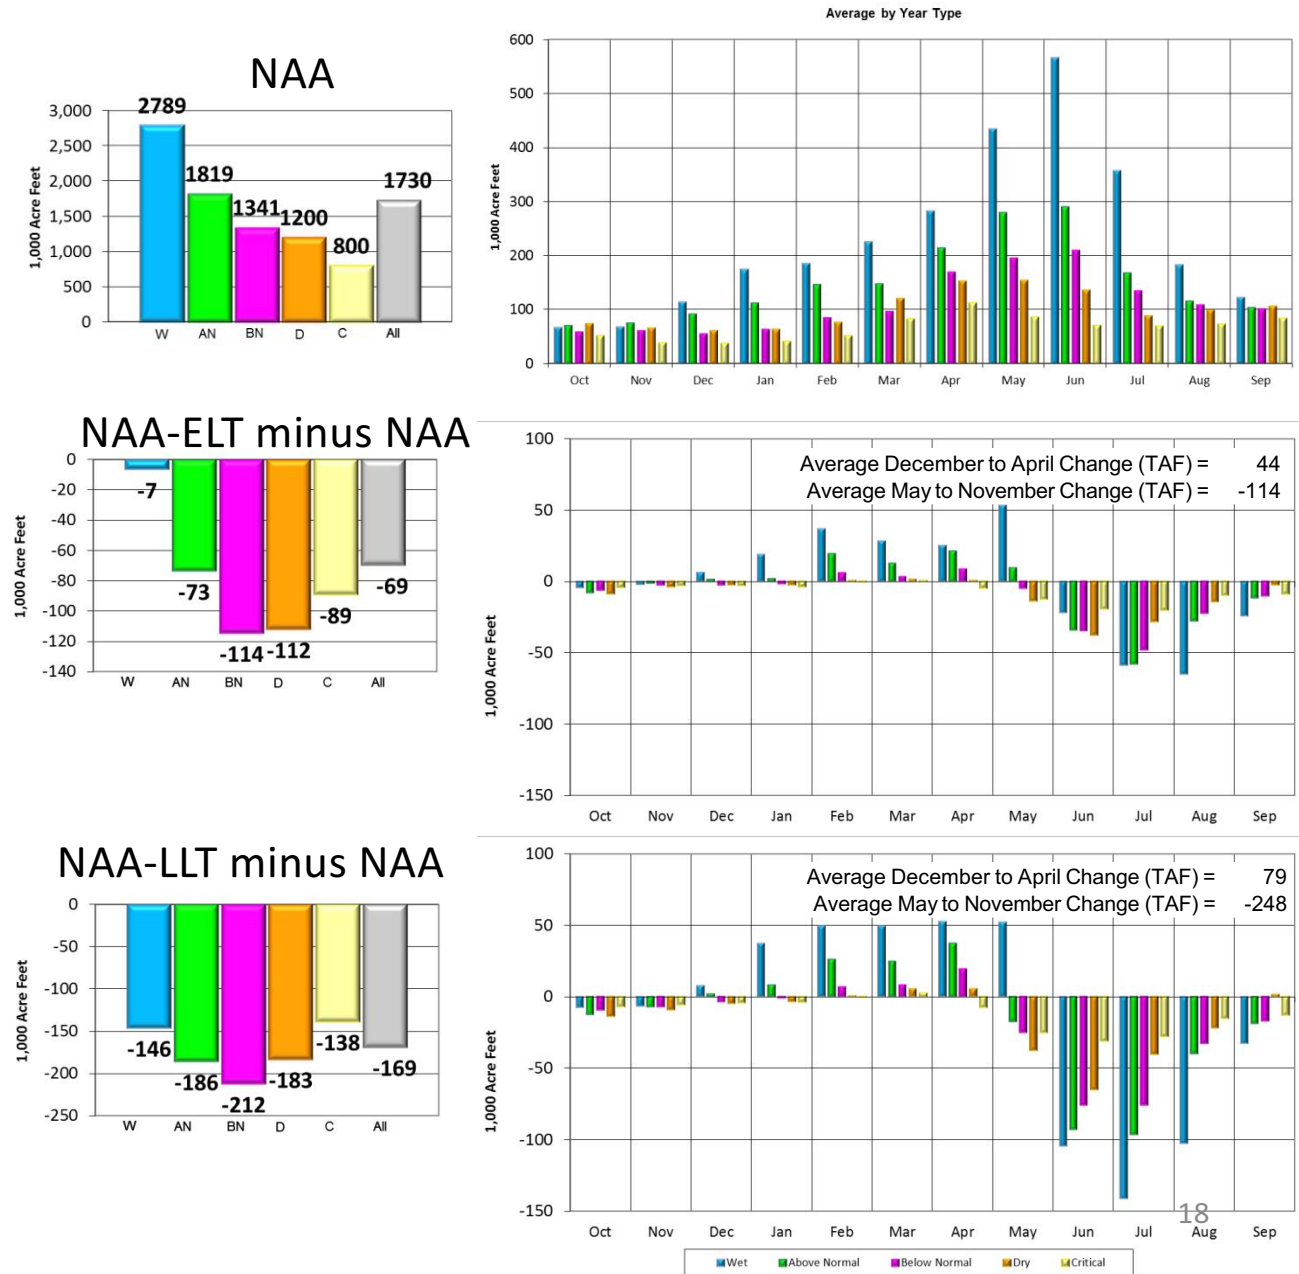 Average by Year Type
NAA
1,000 Acre Feet
3,000
2,500
2,000
1,500
1,000
500
0
2789
1819
1341
1200
800
1730
W AN BN D C All
1,000 Acre Feet
600
500
400
300
200
100
0
Oct Nov Dec Jan Feb Mar Apr May Jun Jul Aug Sep
NAA-ELT minus NAA
1,000 Acre Feet
0
-20
-40
-60
-80
-100
-120
-140
-7
-73
-114
-112
-89
-69
W AN BN D C All
1,000 Acre Feet
100
50
0
-50
-100
-150
Average December to April Change (TAF) = 44
Average May to November Change (TAF) = -114
Oct Nov Dec Jan Feb Mar Apr May Jun Jul Aug Sep
NAA-LLT minus NAA
1,000 Acre Feet
0
-50
-100
-150
-200
-250
-146
-186
-212
-183
-138
-169
W AN BN D C All
1,000 Acre Feet
100
50
0
-50
-100
-150
Average December to April Change (TAF) = 79
Average May to November Change (TAF) = -248
18
Oct Nov Dec Jan Feb Mar Apr May Jun Jul Aug Sep
Wet Above Normal Below Normal Dry Critical